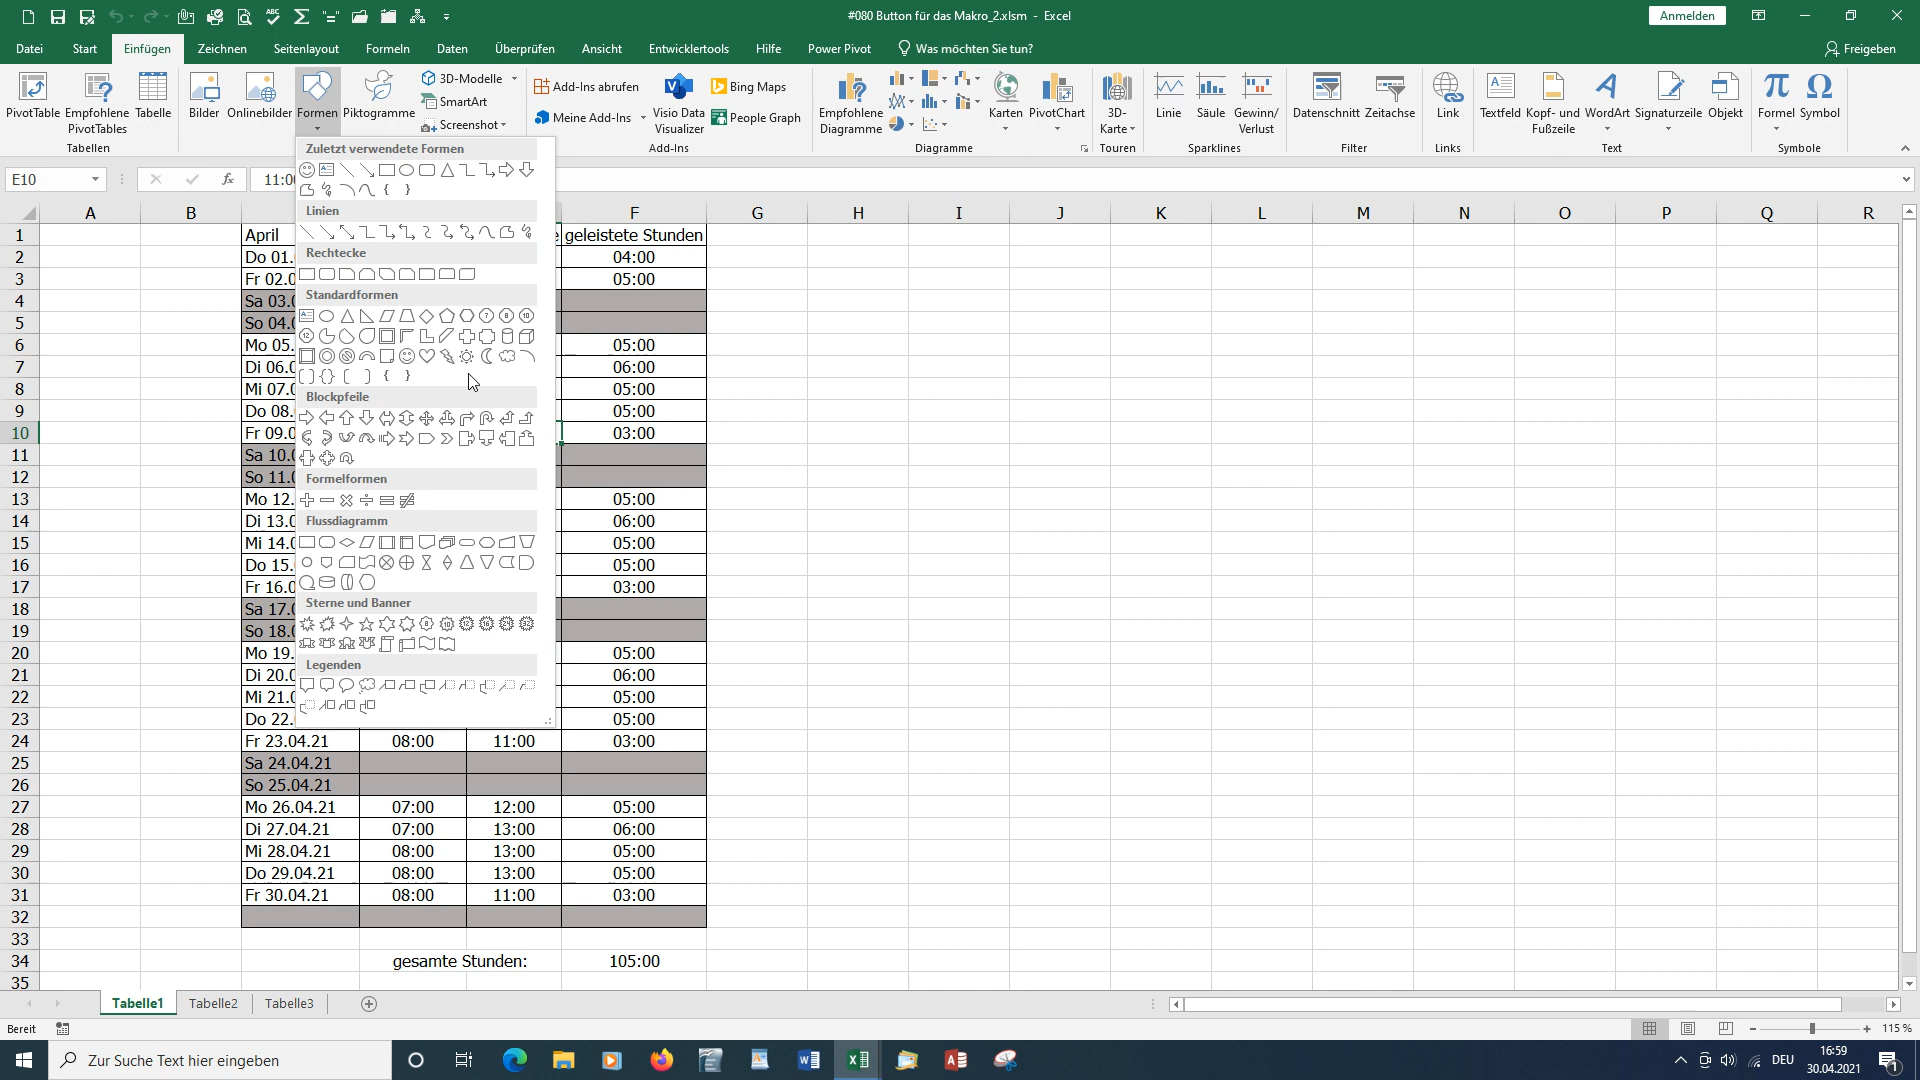 #080 Button für das Makro_2.xlsm - Excel
Anmelden
Datei Start Einfügen Zeichnen Seitenlayout Formeln Daten Überprüfen Ansicht Entwicklertools Hilfe Power Pivot Was möchten Sie tun? Freigeben
PivotTable Empfohlene PivotTables Tabelle
Tabellen
Bilder Onlinebilder Formen Piktogramme
3D-Modelle
SmartArt
Screenshot
Add-Ins abrufen
Meine Add-Ins
Visio Data Visualizer
Bing Maps
People Graph
Add-Ins
Empfohlene Diagramme
Karten PivotChart
Diagramme
3D-Karte
Touren
Linie Säule Gewinn/Verlust
Sparklines
Datenschnitt Zeitachse
Filter
Link
Links
Textfeld Kopf- und Fußzeile WordArt Signaturzeile Objekt
Text
Formel Symbol
Symbole
E10 fx 11:0
Zuletzt verwendete Formen
Linien
Rechtecke
Standardformen
Blockpfeile
Formelformen
Flussdiagramm
Sterne und Banner
Legenden
A B F G H I J K L M N O P Q R
1 April e geleistete Stunden
2 Do 01. 04:00
3 Fr 02.0 05:00
4 Sa 03.
5 So 04.
6 Mo 05. 05:00
7 Di 06.0 06:00
8 Mi 07. 05:00
9 Do 08. 05:00
10 Fr 09.0 03:00
11 Sa 10.
12 So 11.
13 Mo 12. 05:00
14 Di 13.0 06:00
15 Mi 14.0 05:00
16 Do 15. 05:00
17 Fr 16.0 03:00
18 Sa 17.
19 So 18.
20 Mo 19. 05:00
21 Di 20.0 06:00
22 Mi 21. 05:00
23 Do 22. 05:00
24 Fr 23.04.21 08:00 11:00 03:00
25 Sa 24.04.21
26 So 25.04.21
27 Mo 26.04.21 07:00 12:00 05:00
28 Di 27.04.21 07:00 13:00 06:00
29 Mi 28.04.21 08:00 13:00 05:00
30 Do 29.04.21 08:00 13:00 05:00
31 Fr 30.04.21 08:00 11:00 03:00
32
33
34 gesamte Stunden: 105:00
35
Tabelle1 Tabelle2 Tabelle3
Bereit 115 %
Zur Suche Text hier eingeben
DEU
16:59
30.04.2021